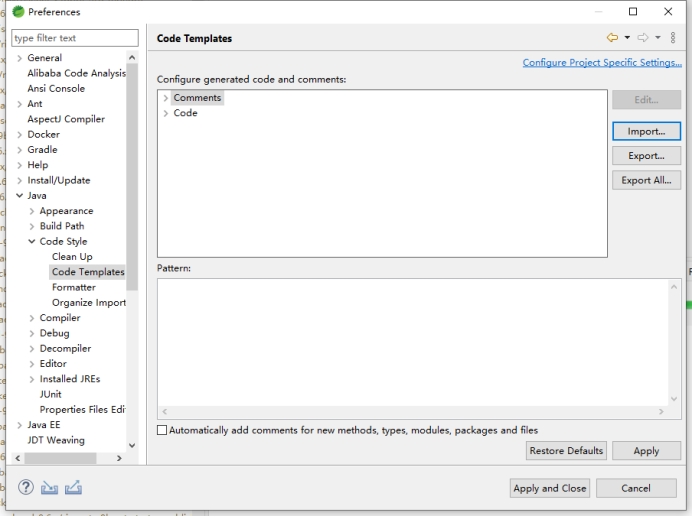 Preferences
type filter text
General
Alibaba Code Analysis
Ansi Console
Ant
AspectJ Compiler
Docker
Gradle
Help
Install/Update
Java
Appearance
Build Path
Code Style
Clean Up
Code Templates
Formatter
Organize Import
Compiler
Debug
Decompiler
Editor
Installed JREs
JUnit
Properties Files Edi
Java EE
JDT Weaving
Code Templates
Configure Project Specific Settings...
Configure generated code and comments:
Comments
Code
Edit...
Import...
Export...
Export All...
Pattern:
Automatically add comments for new methods, types, modules, packages and files
Restore Defaults
Apply
Apply and Close
Cancel